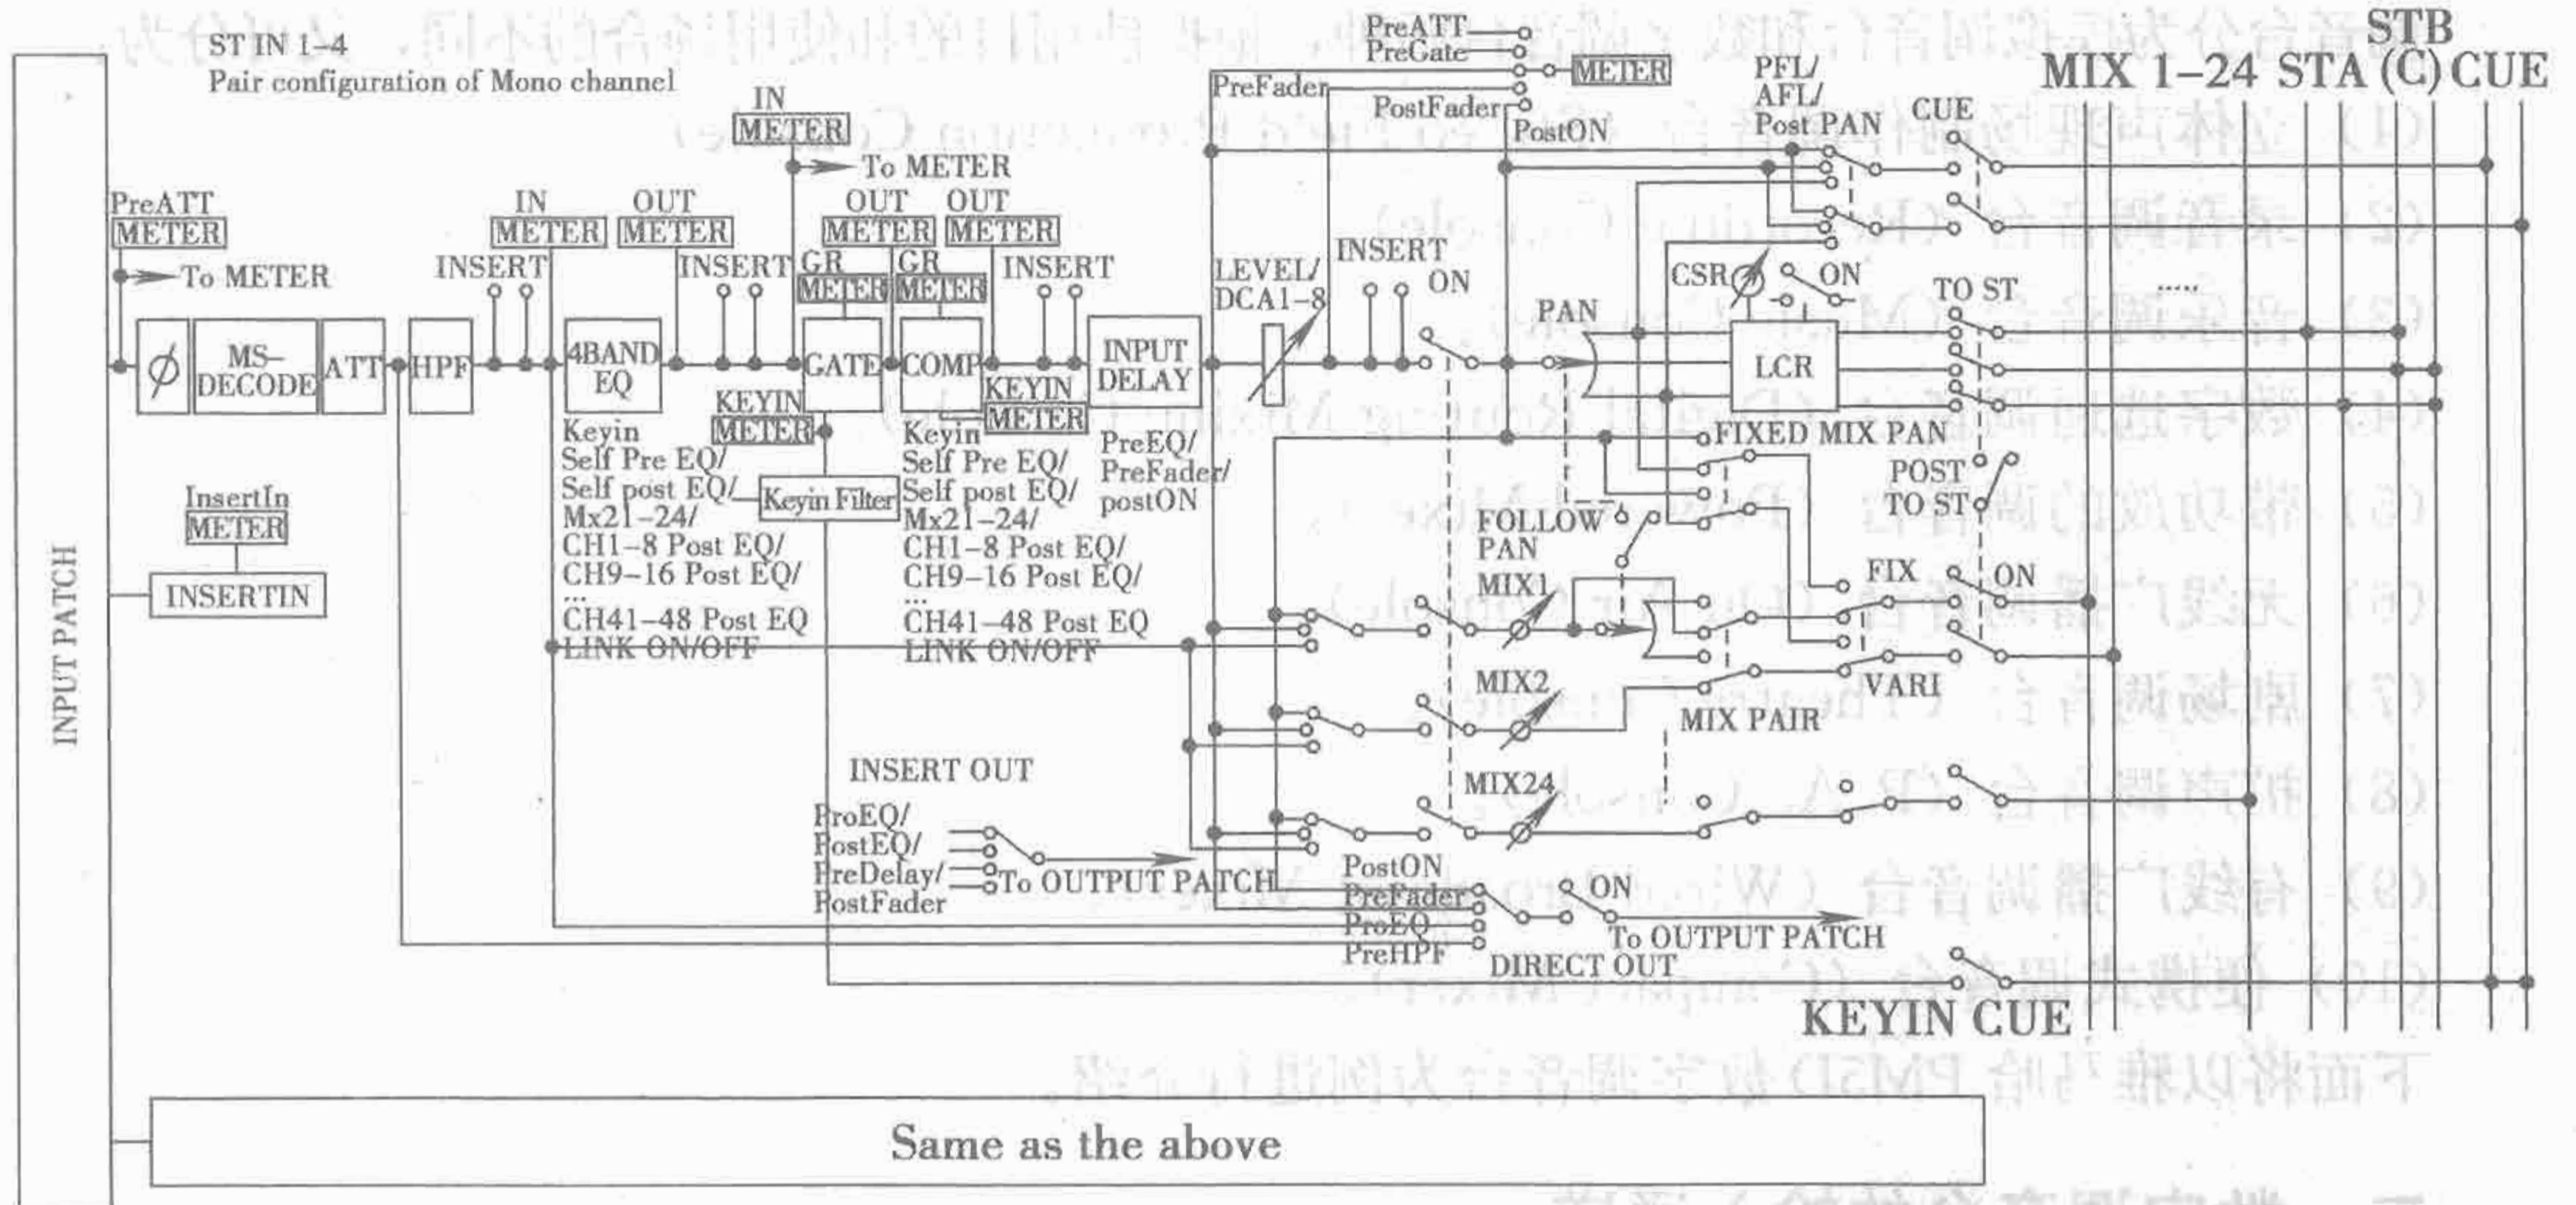 ST IN 1-4
Pair configuration of Mono channel
PreATT
PreGate
METER
PreFader
PostFader
PostON
PFL/
AFL/
Post PAN
CUE
STB
MIX 1-24 STA (C) CUE
IN
METER
To METER
PreATT
METER
To METER
IN
METER
OUT
METER
OUT
METER
OUT
METER
INSERT
INSERT
GR
METER
GR
METER
INSERT
LEVEL/
DCA1-8
INSERT
ON
PAN
CSR
ON
TO ST
.....
Ø
MS-
DECODE
ATT
HPF
4BAND
EQ
GATE
COMP
INPUT
DELAY
LCR
KEYIN
METER
KEYIN
METER
Keyin
Self Pre EQ/
Self post EQ/
Mx21-24/
CH1-8 Post EQ/
CH9-16 Post EQ/
...
CH41-48 Post EQ
LINK ON/OFF
Keyin Filter
Keyin
Self Pre EQ/
Self post EQ/
Mx21-24/
CH1-8 Post EQ/
CH9-16 Post EQ/
...
CH41-48 Post EQ
LINK ON/OFF
PreEQ/
PreFader/
postON
FIXED MIX PAN
POST
TO ST
FOLLOW
PAN
MIX1
FIX
ON
InsertIn
METER
INSERTIN
INPUT PATCH
MIX2
VARI
MIX PAIR
MIX24
INSERT OUT
ProEQ/
PostEQ/
PreDelay/
PostFader
To OUTPUT PATCH
PostON
PreFader
ProEQ
PreHPF
ON
To OUTPUT PATCH
DIRECT OUT
KEYIN CUE
Same as the above